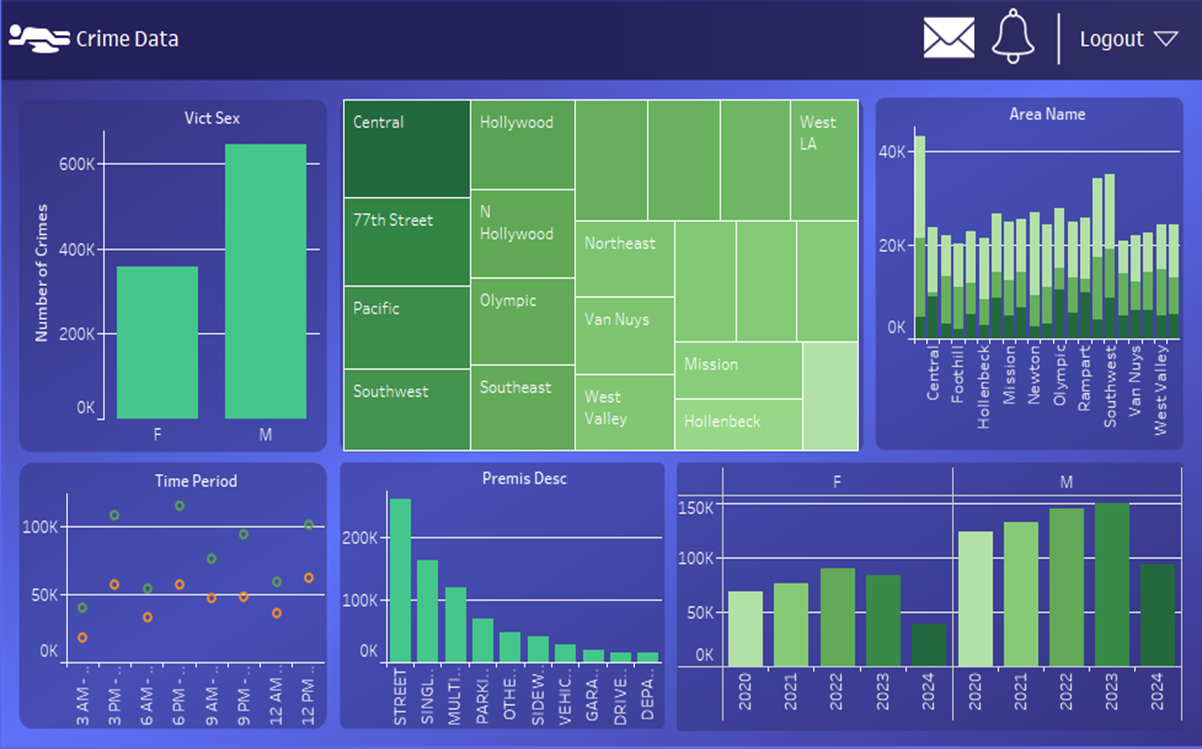 Crime Data
Logout
Vict Sex
Number of Crimes
600K
400K
200K
0K
F
M
Central
77th Street
Pacific
Southwest
Hollywood
N
Hollywood
Olympic
Southeast
West
LA
Northeast
Van Nuys
West
Valley
Mission
Hollenbeck
Area Name
40K
20K
0K
Central
Foothill
Hollenbeck
Mission
Newton
Olympic
Rampart
Southwest
Van Nuys
West Valley
Time Period
100K
50K
0K
3 AM -..
3 PM -..
6 AM -..
6 PM -..
9 AM -..
9 PM -..
12 AM ..
12 PM ..
Premis Desc
200K
100K
0K
STREET
SINGL..
MULTI..
PARKI..
OTHE..
SIDEW..
VEHIC..
GARA..
DRIVE..
DEPA..
F
M
150K
100K
50K
0K
2020
2021
2022
2023
2024
2020
2021
2022
2023
2024